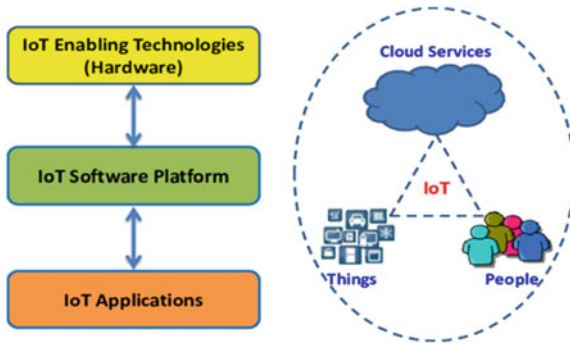 IoT Enabling Technologies
(Hardware)
IoT Software Platform
IoT Applications
Cloud Services
IoT
Things
People